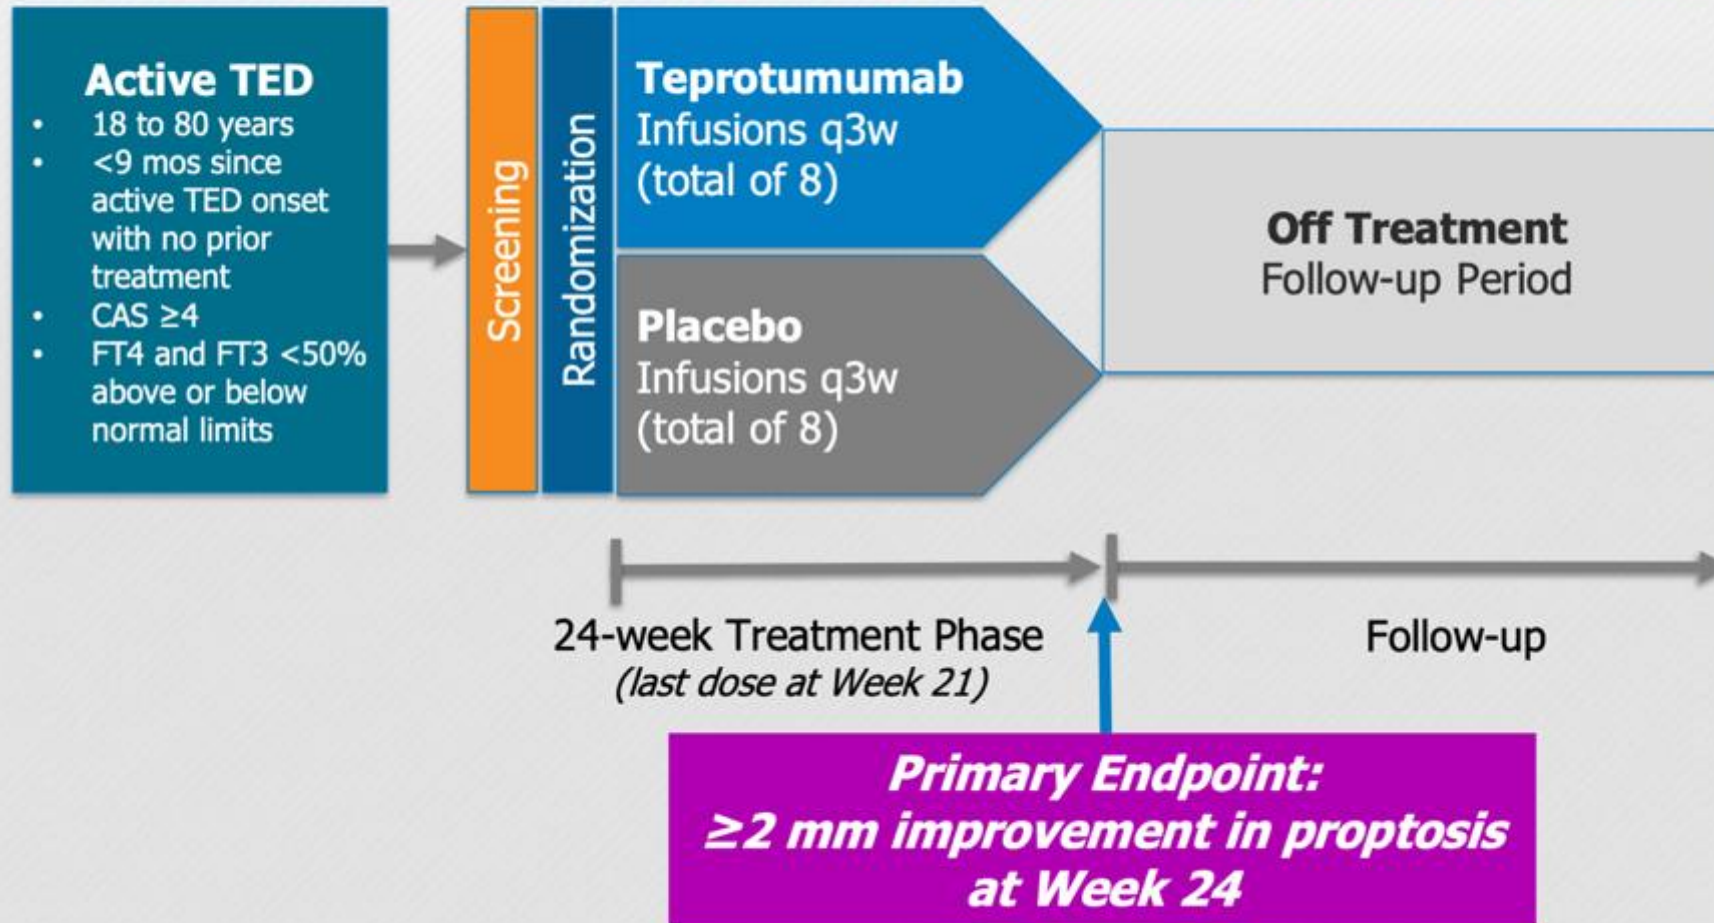 Active TED
• 18 to 80 years
• <9 mos since
active TED onset
with no prior
treatment
• CAS ≥4
• FT4 and FT3 <50%
above or below
normal limits
Screening
Randomization
Teprotumumab
Infusions q3w
(total of 8)
Placebo
Infusions q3w
(total of 8)
Off Treatment
Follow-up Period
24-week Treatment Phase
(last dose at Week 21)
Follow-up
Primary Endpoint:
≥2 mm improvement in proptosis
at Week 24